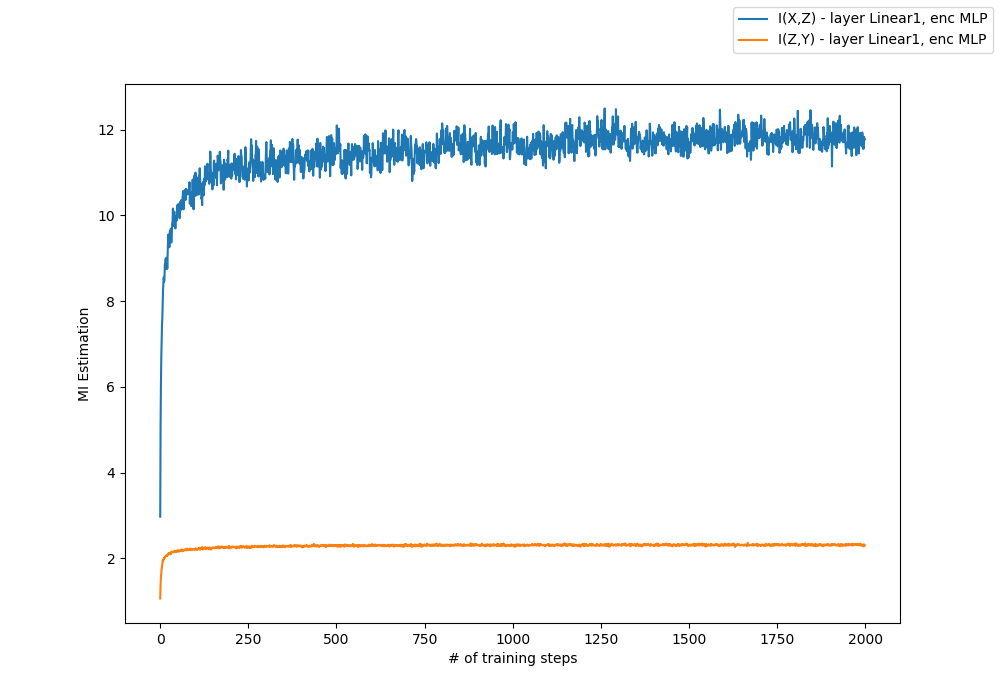 I(X,Z) - layer Linear1, enc MLP
I(Z,Y) - layer Linear1, enc MLP
12
10
8
6
4
2
MI Estimation
0 250 500 750 1000 1250 1500 1750 2000
# of training steps